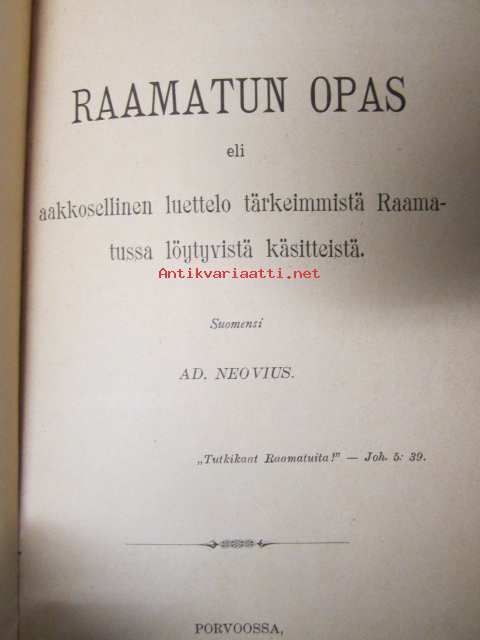 RAAMATUN OPAS
eli
aakkosellinen luettelo tärkeimmistä Raama-
tussa löytyvistä käsitteistä.
Antikvariaatti.net
Suomensi
AD. NEOVIUS.
„Tutkikaat Raamatuita!” — Joh. 5: 39.
PORVOOSSA,